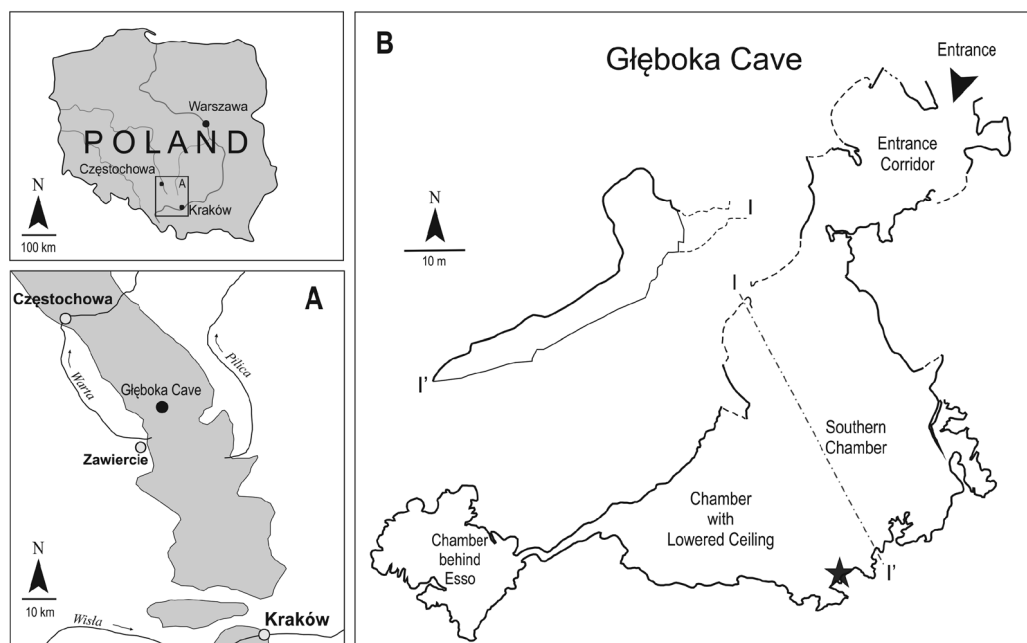 Warszawa
POLAND
Częstochowa
A
Kraków
N
100 km
A
Częstochowa
Pilica
Warta
Głęboka Cave
Zawiercie
N
10 km
Wisła
Kraków
B
Głęboka Cave
Entrance
Entrance
Corridor
N
10 m
I
I
I'
Southern
Chamber
Chamber
with
Lowered Ceiling
Chamber
behind
Esso
I'